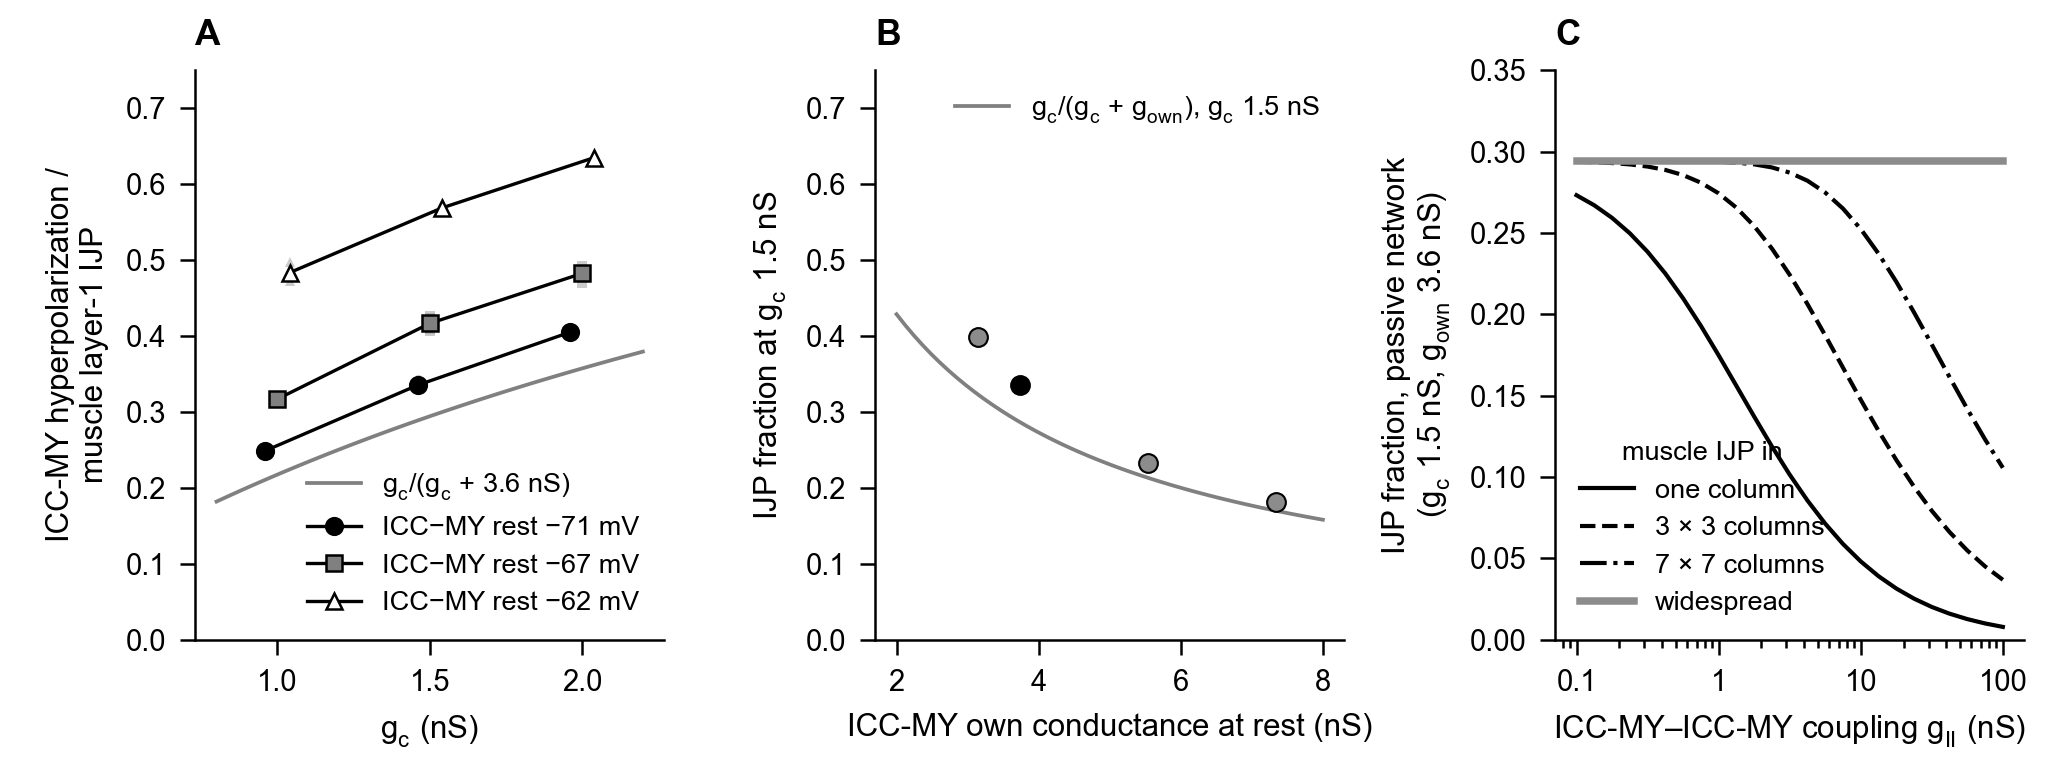 A
ICC-MY hyperpolarization /
muscle layer-1 IJP
0.7
0.6
0.5
0.4
0.3
0.2
0.1
0.0
gc/(gc + 3.6 nS)
ICC−MY rest −71 mV
ICC−MY rest −67 mV
ICC−MY rest −62 mV
1.0
1.5
2.0
gc (nS)
B
IJP fraction at gc 1.5 nS
0.7
0.6
0.5
0.4
0.3
0.2
0.1
0.0
gc/(gc + gown), gc 1.5 nS
2
4
6
8
ICC-MY own conductance at rest (nS)
C
IJP fraction, passive network
(gc 1.5 nS, gown 3.6 nS)
0.35
0.30
0.25
0.20
0.15
0.10
0.05
0.00
muscle IJP in
one column
3 × 3 columns
7 × 7 columns
widespread
0.1
1
10
100
ICC-MY–ICC-MY coupling g|| (nS)